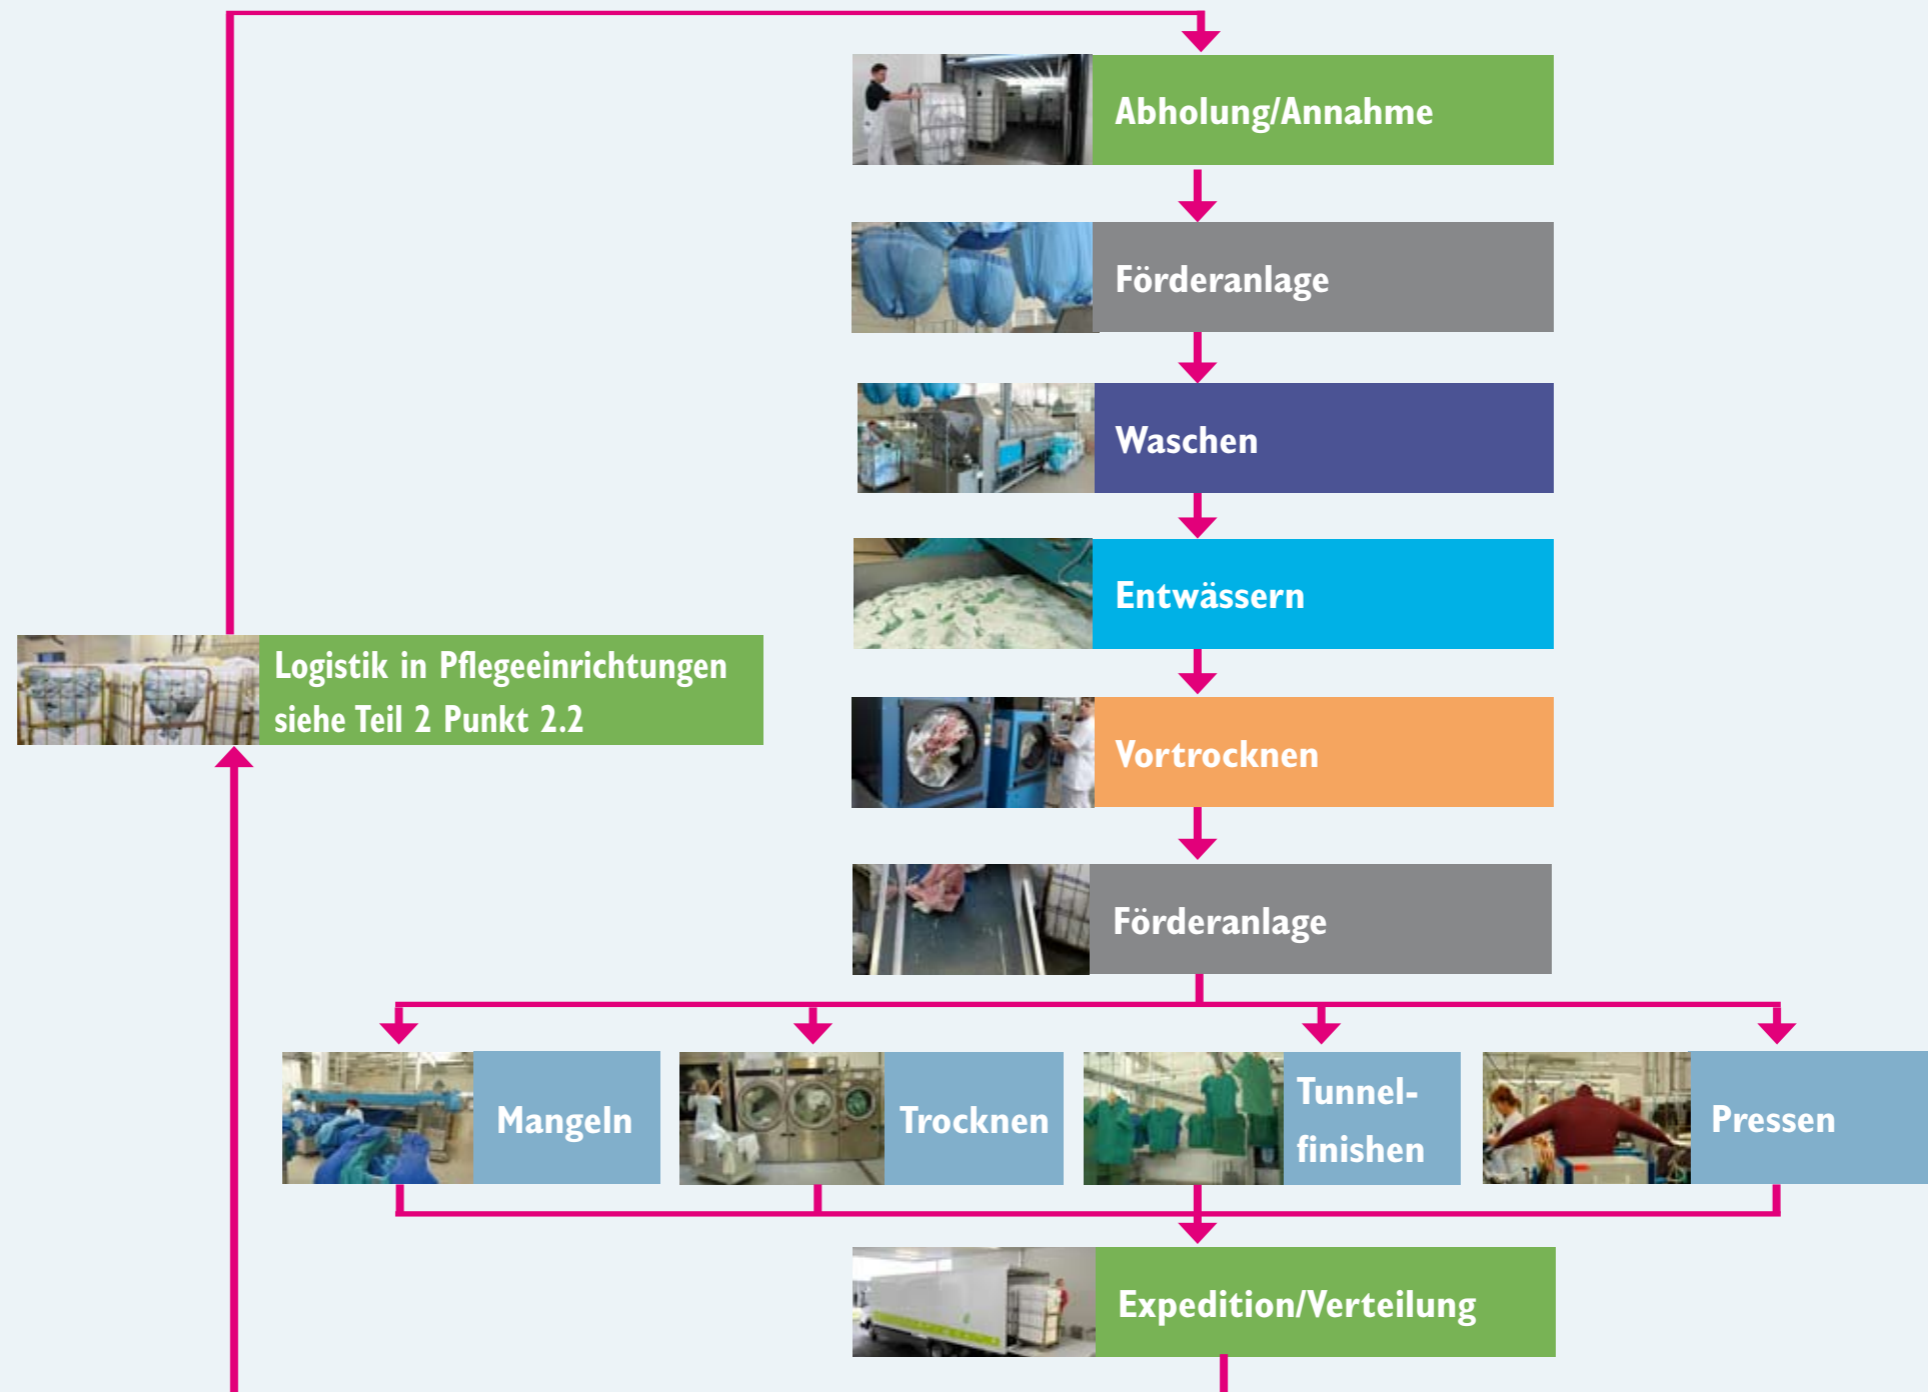 Abholung/Annahme
Förderanlage
Waschen
Entwässern
Logistik in Pflegeeinrichtungen
siehe Teil 2 Punkt 2.2
Vortrocknen
Förderanlage
Mangeln
Trocknen
Tunnel-
finishen
Pressen
Expedition/Verteilung